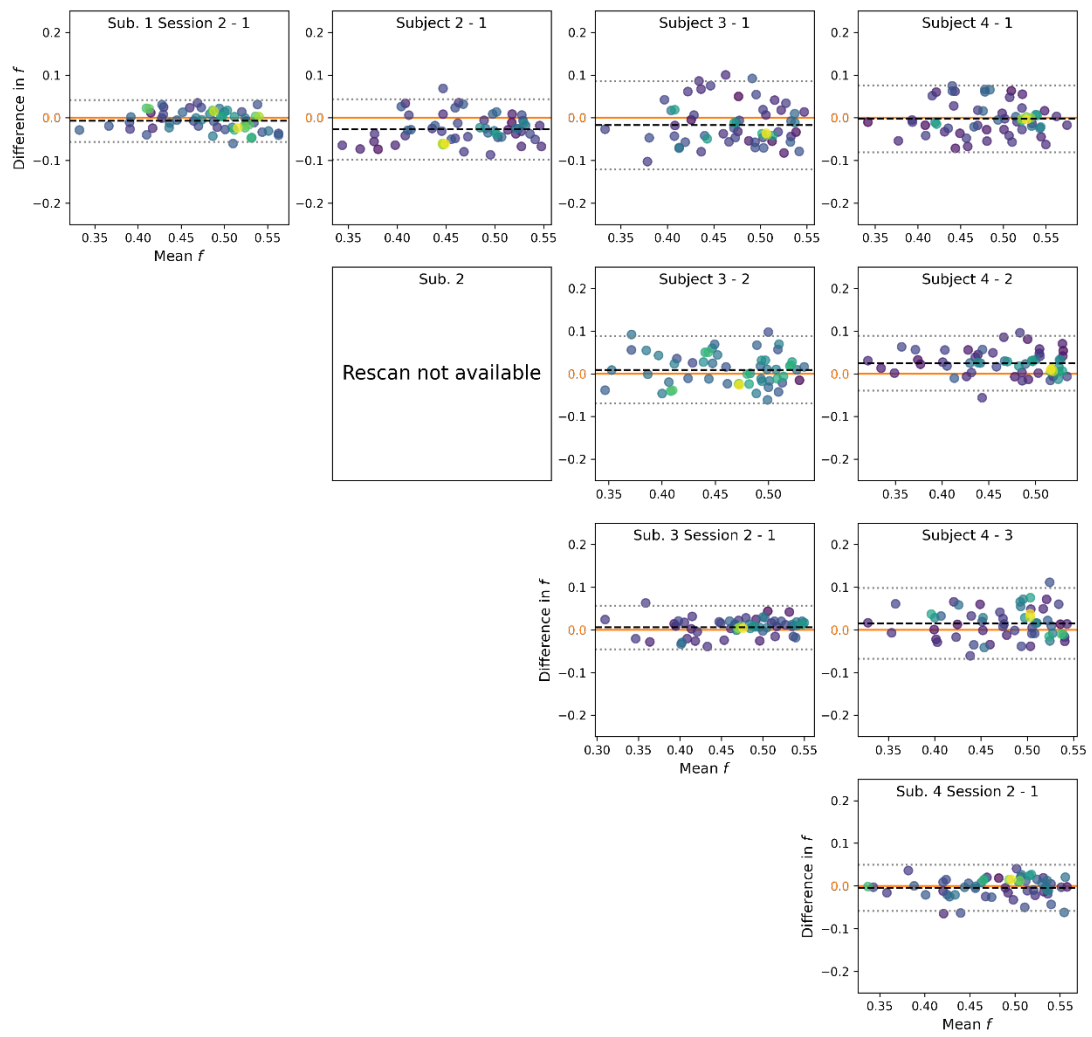 Sub. 1 Session 2 - 1
0.2
0.1
0.0
−0.1
−0.2
Difference in f
0.35 0.40 0.45 0.50 0.55
Mean f
Subject 2 - 1
0.2
0.1
0.0
−0.1
−0.2
0.35 0.40 0.45 0.50 0.55
Subject 3 - 1
0.2
0.1
0.0
−0.1
−0.2
0.35 0.40 0.45 0.50 0.55
Subject 4 - 1
0.2
0.1
0.0
−0.1
−0.2
0.35 0.40 0.45 0.50 0.55
Sub. 2
Rescan not available
Subject 3 - 2
0.2
0.1
0.0
−0.1
−0.2
0.35 0.40 0.45 0.50
Subject 4 - 2
0.2
0.1
0.0
−0.1
−0.2
0.35 0.40 0.45 0.50
Sub. 3 Session 2 - 1
0.2
0.1
0.0
−0.1
−0.2
Difference in f
0.30 0.35 0.40 0.45 0.50 0.55
Mean f
Subject 4 - 3
0.2
0.1
0.0
−0.1
−0.2
0.35 0.40 0.45 0.50 0.55
Sub. 4 Session 2 - 1
0.2
0.1
0.0
−0.1
−0.2
Difference in f
0.35 0.40 0.45 0.50 0.55
Mean f